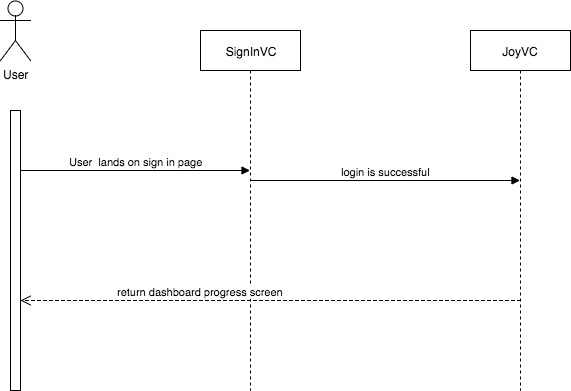 SignInVC
JoyVC
User
User lands on sign in page
login is successful
return dashboard progress screen